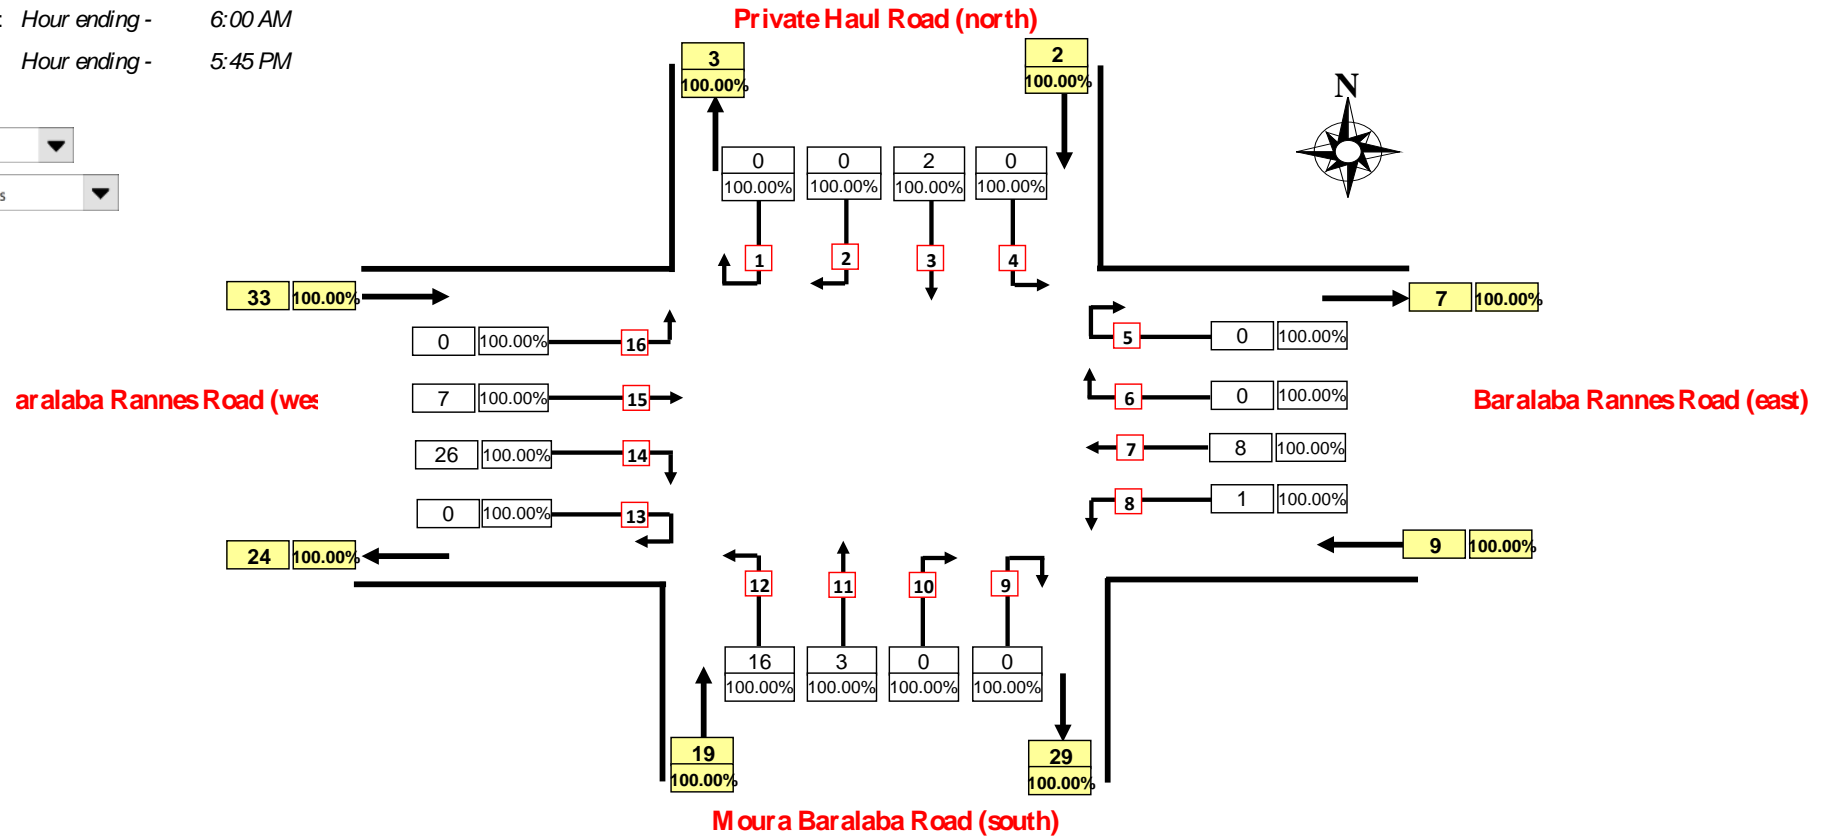 : Hour ending - 6:00 AM
Hour ending - 5:45 PM
s
Private Haul Road (north)
3
100.00%
2
100.00%
N
0 0 2 0
100.00% 100.00% 100.00% 100.00%
1 2 3 4
33 100.00%
7 100.00%
0 100.00% 16
5 0 100.00%
7 100.00% 15
6 0 100.00%
aralaba Rannes Road (wes
Baralaba Rannes Road (east)
26 100.00% 14
7 8 100.00%
0 100.00% 13
8 1 100.00%
24 100.00%
9 100.00%
12 11 10 9
16 3 0 0
100.00% 100.00% 100.00% 100.00%
19
100.00%
29
100.00%
Moura Baralaba Road (south)